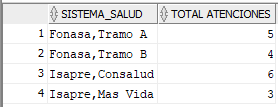 SISTEMA_SALUD TOTAL ATENCIONES
1 Fonasa,Tramo A 5
2 Fonasa,Tramo B 4
3 Isapre,Consalud 6
4 Isapre,Mas Vida 3